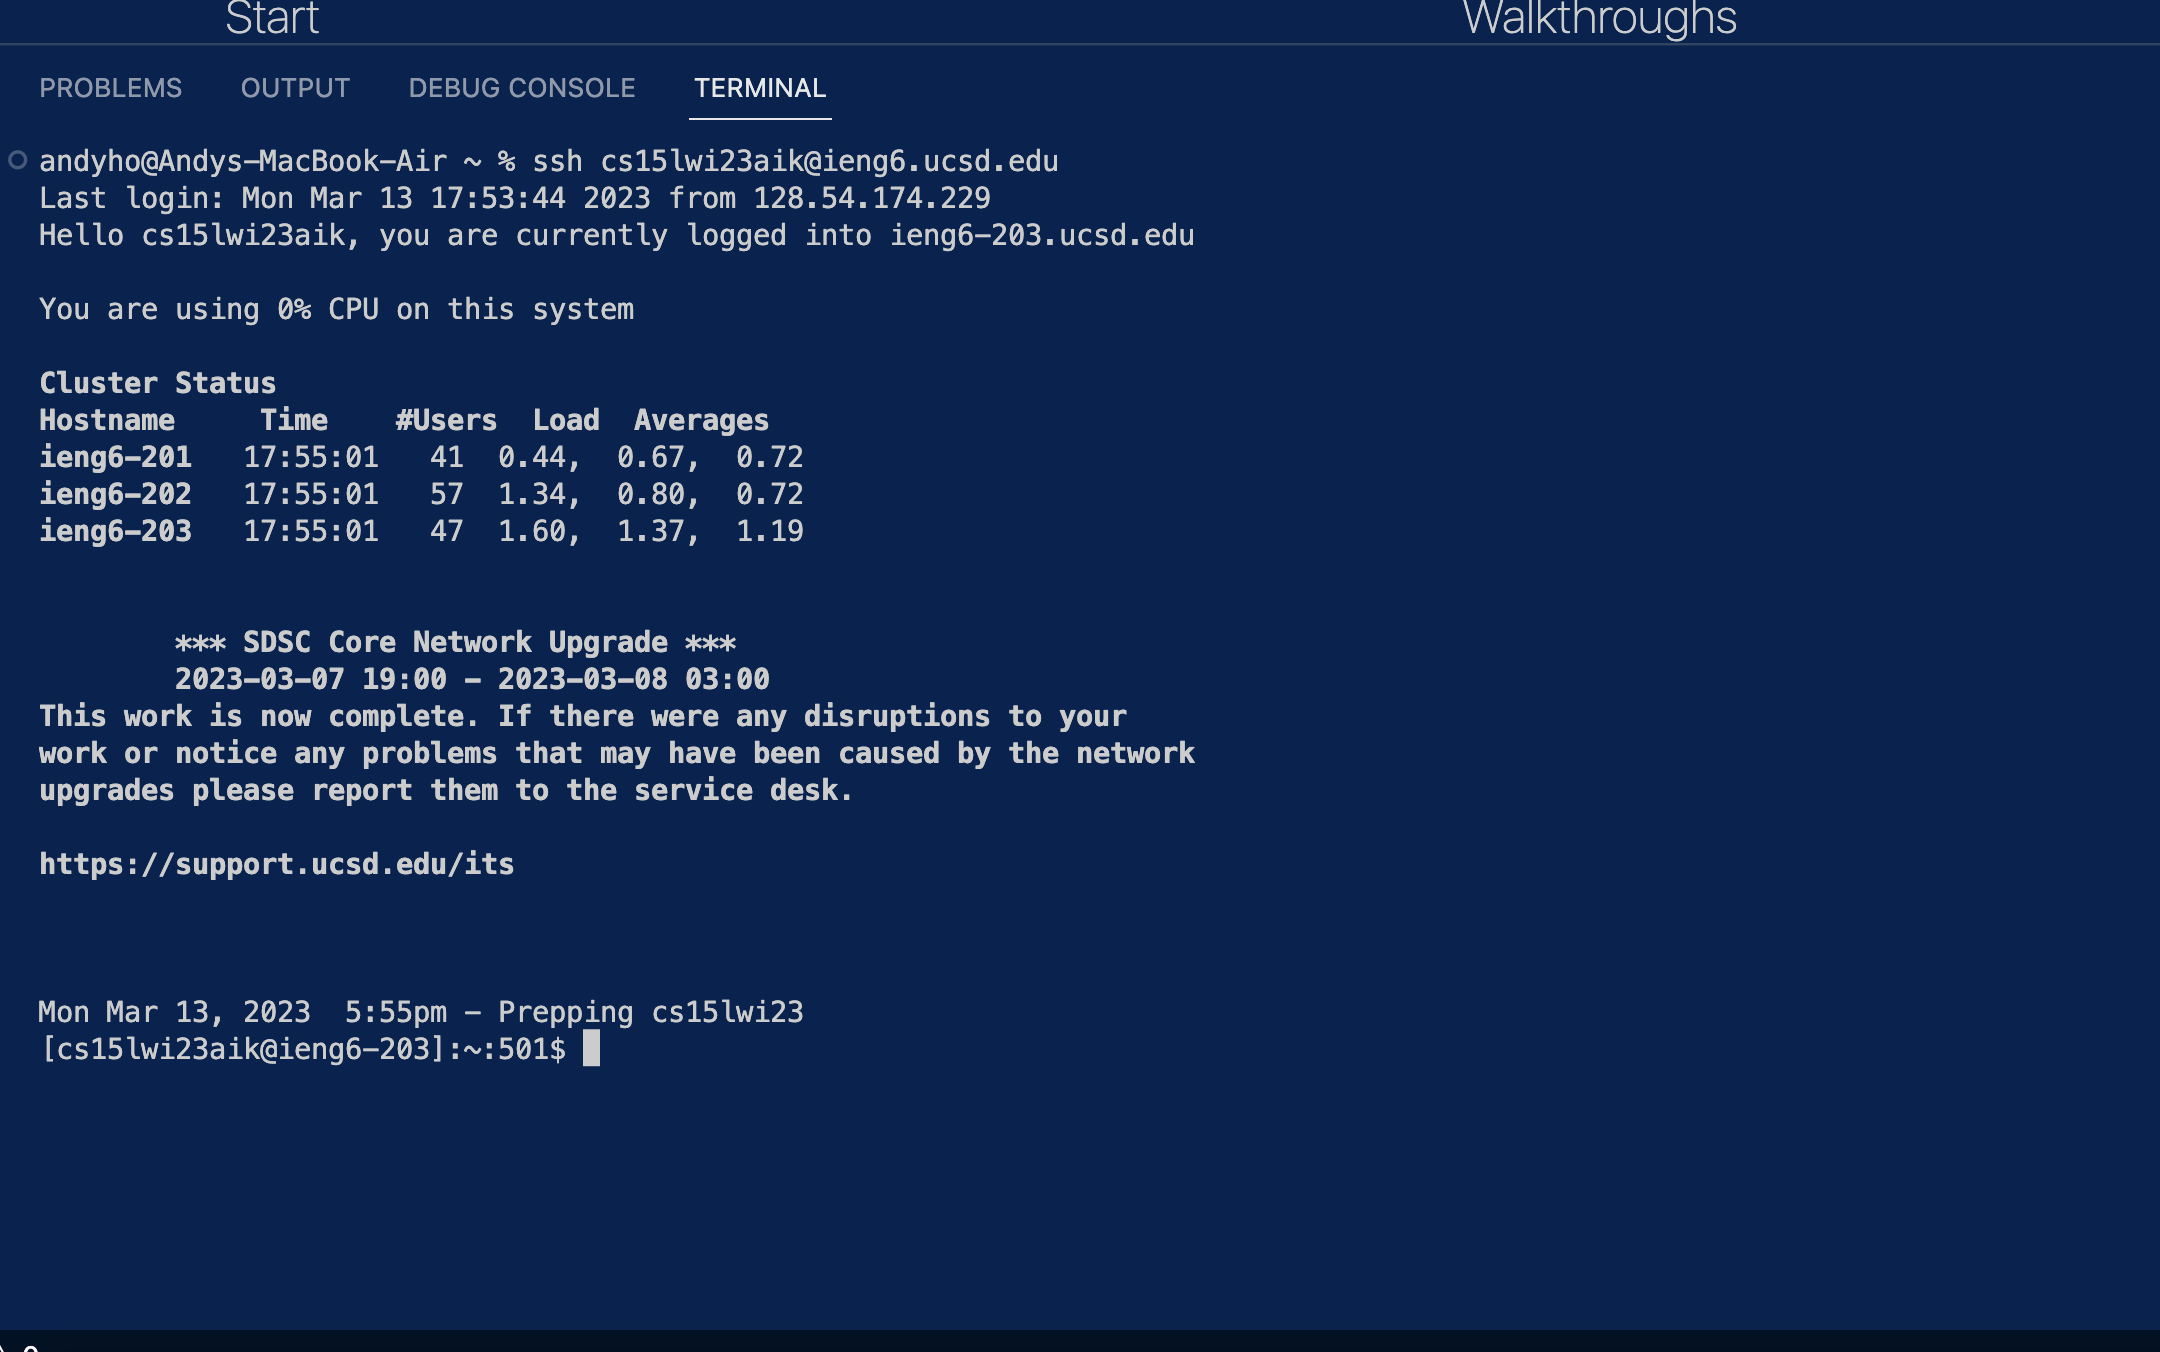 Start Walkthroughs
PROBLEMS OUTPUT DEBUG CONSOLE TERMINAL
andyho@Andys-MacBook-Air ~ % ssh cs15lwi23aik@ieng6.ucsd.edu
Last login: Mon Mar 13 17:53:44 2023 from 128.54.174.229
Hello cs15lwi23aik, you are currently logged into ieng6-203.ucsd.edu
You are using 0% CPU on this system
Cluster Status
Hostname Time #Users Load Averages
ieng6-201 17:55:01 41 0.44, 0.67, 0.72
ieng6-202 17:55:01 57 1.34, 0.80, 0.72
ieng6-203 17:55:01 47 1.60, 1.37, 1.19
*** SDSC Core Network Upgrade ***
2023-03-07 19:00 - 2023-03-08 03:00
This work is now complete. If there were any disruptions to your
work or notice any problems that may have been caused by the network
upgrades please report them to the service desk.
https://support.ucsd.edu/its
Mon Mar 13, 2023 5:55pm - Prepping cs15lwi23
[cs15lwi23aik@ieng6-203]:~:501$